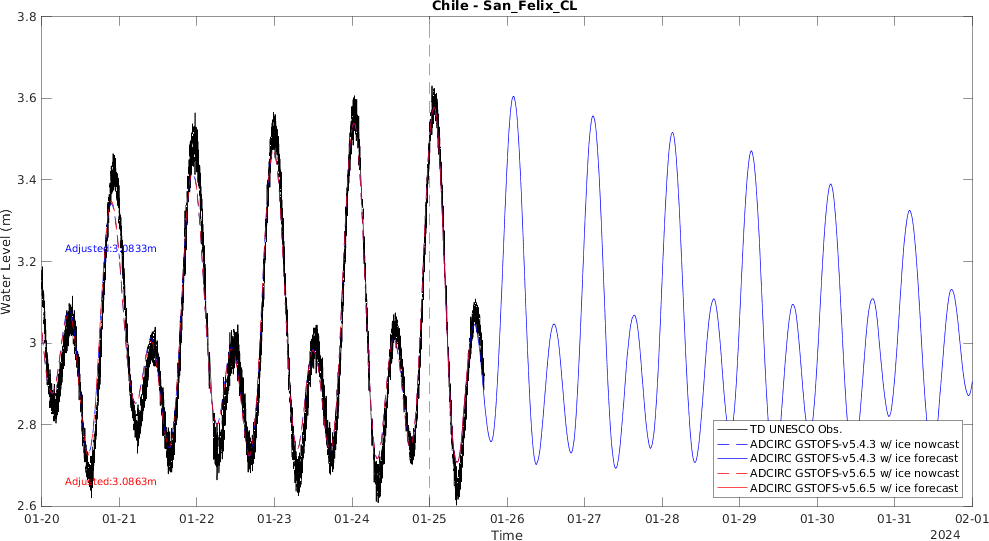 Chile - San_Felix_CL
Water Level (m)
3.8
3.6
3.4
3.2
3
2.8
2.6
Adjusted:3.0833m
Adjusted:3.0863m
TD UNESCO Obs.
ADCIRC GSTOFS-v5.4.3 w/ ice nowcast
ADCIRC GSTOFS-v5.4.3 w/ ice forecast
ADCIRC GSTOFS-v5.6.5 w/ ice nowcast
ADCIRC GSTOFS-v5.6.5 w/ ice forecast
01-20 01-21 01-22 01-23 01-24 01-25 01-26 01-27 01-28 01-29 01-30 01-31 02-01
Time
2024